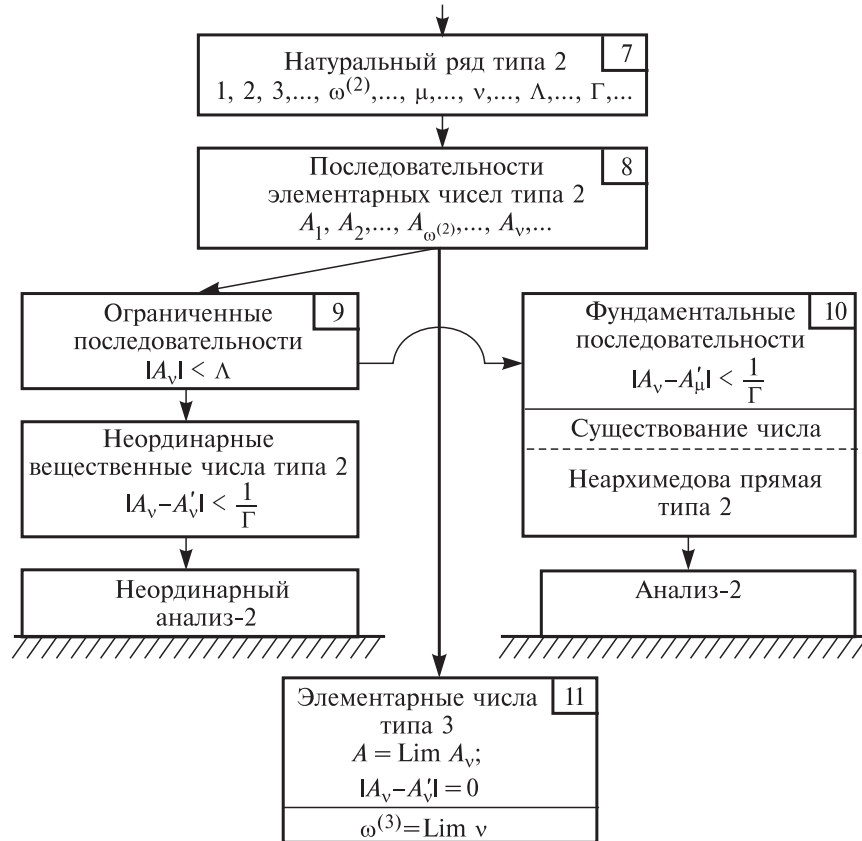 7
Натуральный ряд типа 2
1, 2, 3,..., ω⁽²⁾,..., μ,..., ν,..., Λ,..., Γ,...
8
Последовательности
элементарных чисел типа 2
A₁, A₂,..., A_ω⁽²⁾,..., A_ν,...
9
Ограниченные
последовательности
|A_ν| < Λ
Неординарные
вещественные числа типа 2
|A_ν−A′_ν| < 1/Γ
Неординарный
анализ-2
10
Фундаментальные
последовательности
|A_ν−A′_μ| < 1/Γ
Существование числа
Неархимедова прямая
типа 2
Анализ-2
11
Элементарные числа
типа 3
A = Lim A_ν;
|A_ν−A′_ν| = 0
ω⁽³⁾=Lim ν